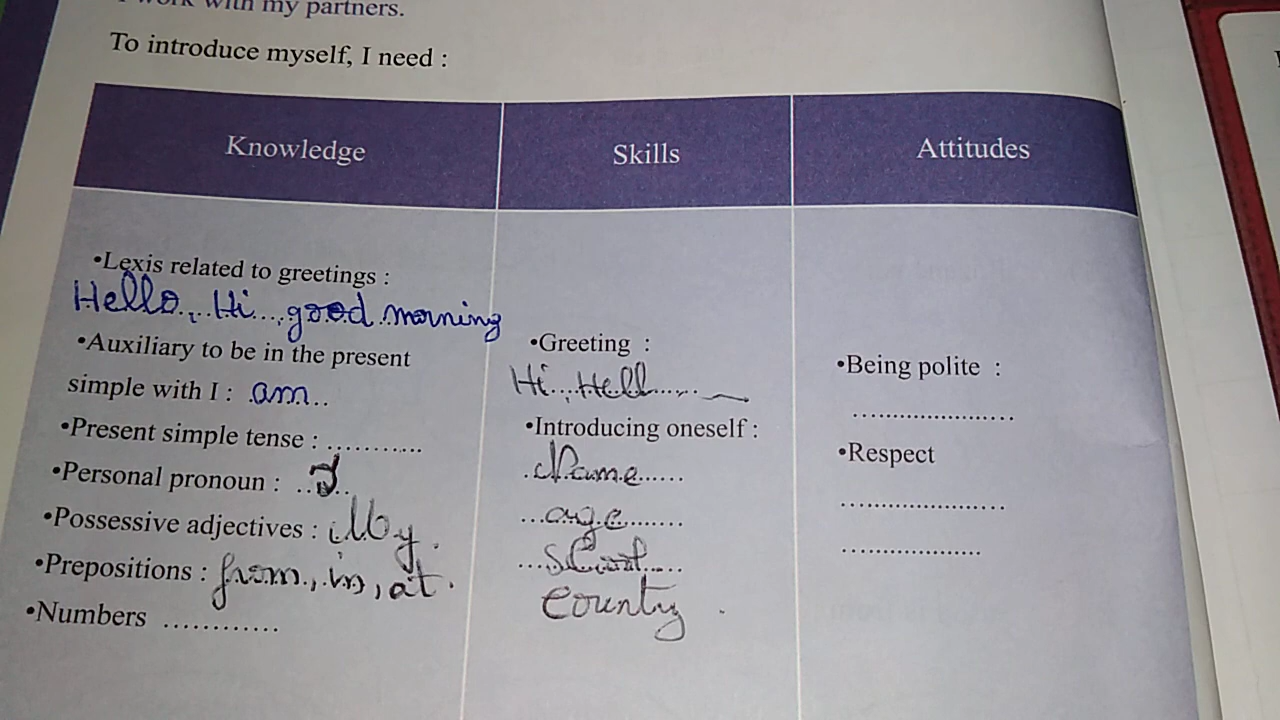 work with my partners.
To introduce myself, I need :
Knowledge
Skills
Attitudes
•Lexis related to greetings :
Hello, Hi, good morning
•Auxiliary to be in the present
simple with I : am..
•Present simple tense : ...........
•Personal pronoun : ..I..
•Possessive adjectives : My.
•Prepositions : from, in, at.
•Numbers ............
•Greeting :
Hi, Hell......
•Introducing oneself :
.Name......
...age........
country.
•Being polite :
.....................
•Respect
.....................
..................